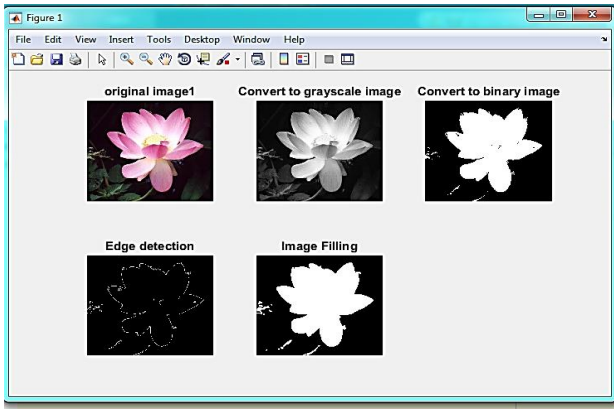 Figure 1
File Edit View Insert Tools Desktop Window Help
original image1 Convert to grayscale image Convert to binary image
Edge detection Image Filling